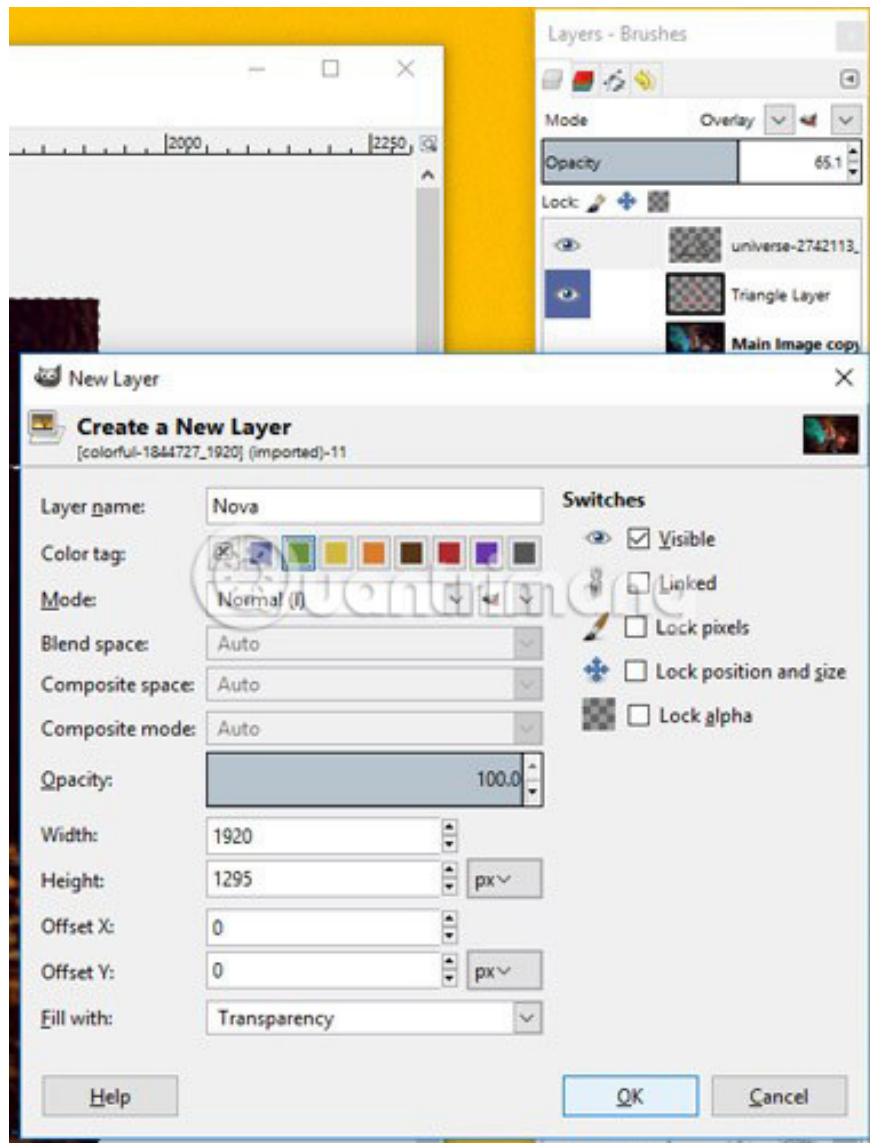 Layers - Brushes
Mode Overlay
2000 2250
Opacity 65.1
Lock:
universe-2742113_
Triangle Layer
Main Image copy
New Layer
Create a New Layer
[colorful-1844727_1920] (imported)-11
Layer name: Nova
Color tag:
Mode: Normal (l)
Blend space: Auto
Composite space: Auto
Composite mode: Auto
Opacity: 100.0
Width: 1920
Height: 1295 px
Offset X: 0
Offset Y: 0 px
Fill with: Transparency
Switches
Visible
Linked
Lock pixels
Lock position and size
Lock alpha
Quantrimang
Help OK Cancel